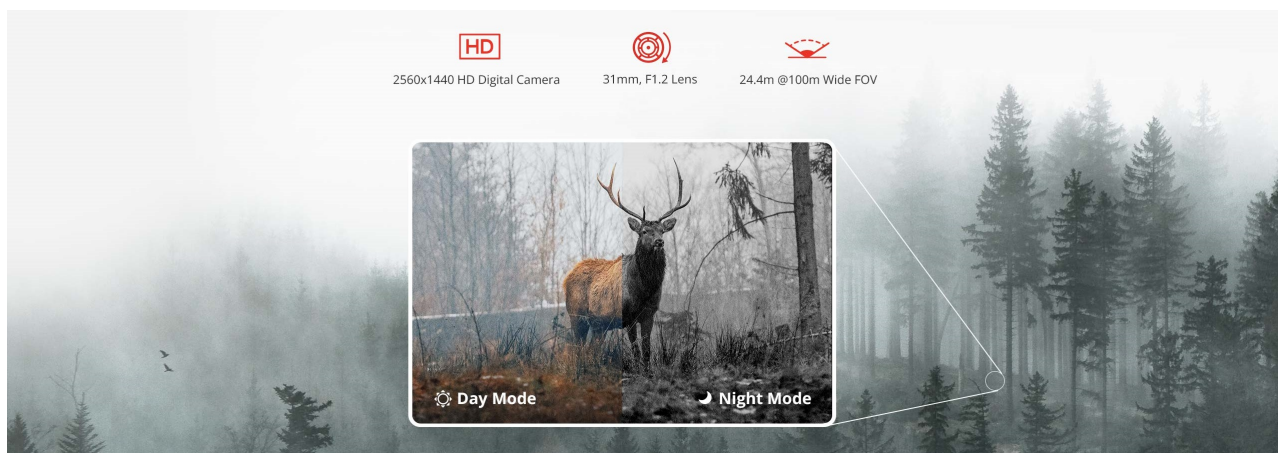 HD
2560x1440 HD Digital Camera
31mm, F1.2 Lens
24.4m @100m Wide FOV
Day Mode
Night Mode